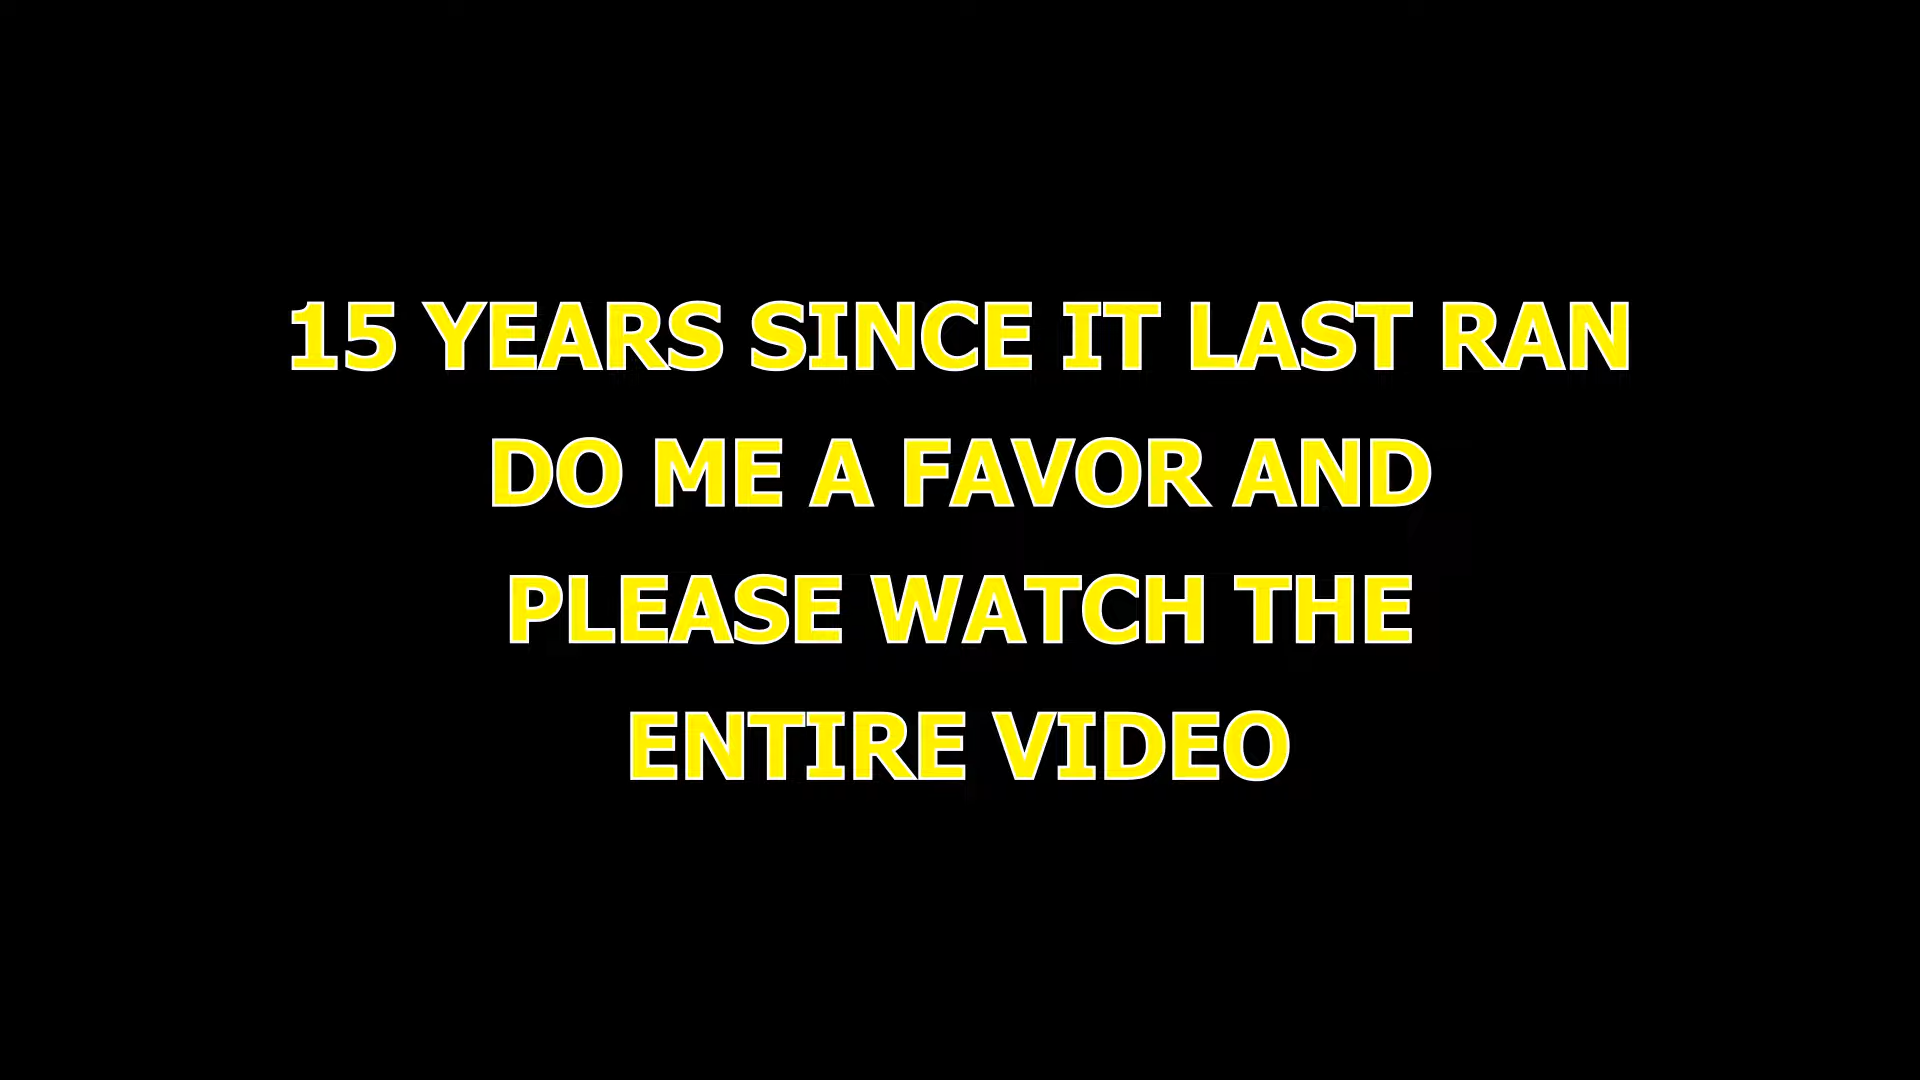 15 YEARS SINCE IT LAST RAN
DO ME A FAVOR AND
PLEASE WATCH THE
ENTIRE VIDEO